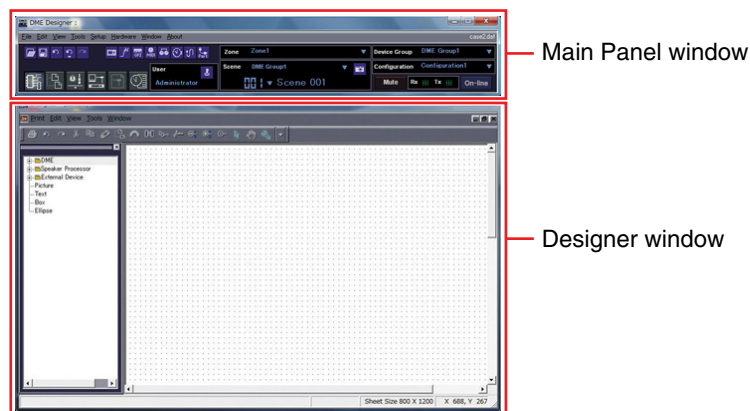 DME Designer :
File Edit View Tools Setup Hardware Window About
case2.daf
Zone Zone1
Device Group DME Group1
User
Administrator
Scene DME Group1
001 Scene 001
Configuration Configuration1
Mute Rx Tx On-line
Main Panel window
Print Edit View Tools Window
DME
Speaker Processor
External Device
Picture
Text
Box
Ellipse
Designer window
Sheet Size 800 X 1200 X 688, Y 267